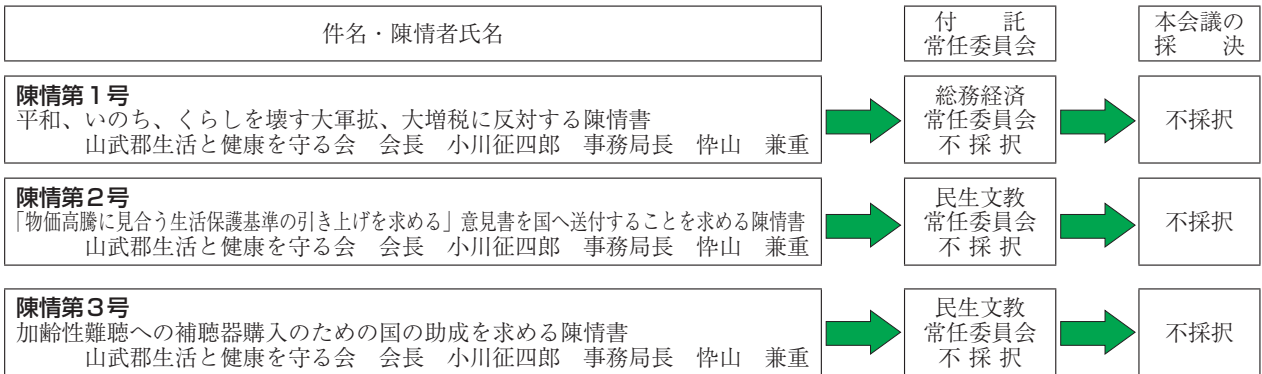 件名・陳情者氏名
付　託
常任委員会
本会議の
採　決
陳情第1号
平和、いのち、くらしを壊す大軍拡、大増税に反対する陳情書
山武郡生活と健康を守る会　会長　小川征四郎　事務局長　忰山　兼重
総務経済
常任委員会
不 採 択
不採択
陳情第2号
「物価高騰に見合う生活保護基準の引き上げを求める」意見書を国へ送付することを求める陳情書
山武郡生活と健康を守る会　会長　小川征四郎　事務局長　忰山　兼重
民生文教
常任委員会
不 採 択
不採択
陳情第3号
加齢性難聴への補聴器購入のための国の助成を求める陳情書
山武郡生活と健康を守る会　会長　小川征四郎　事務局長　忰山　兼重
民生文教
常任委員会
不 採 択
不採択